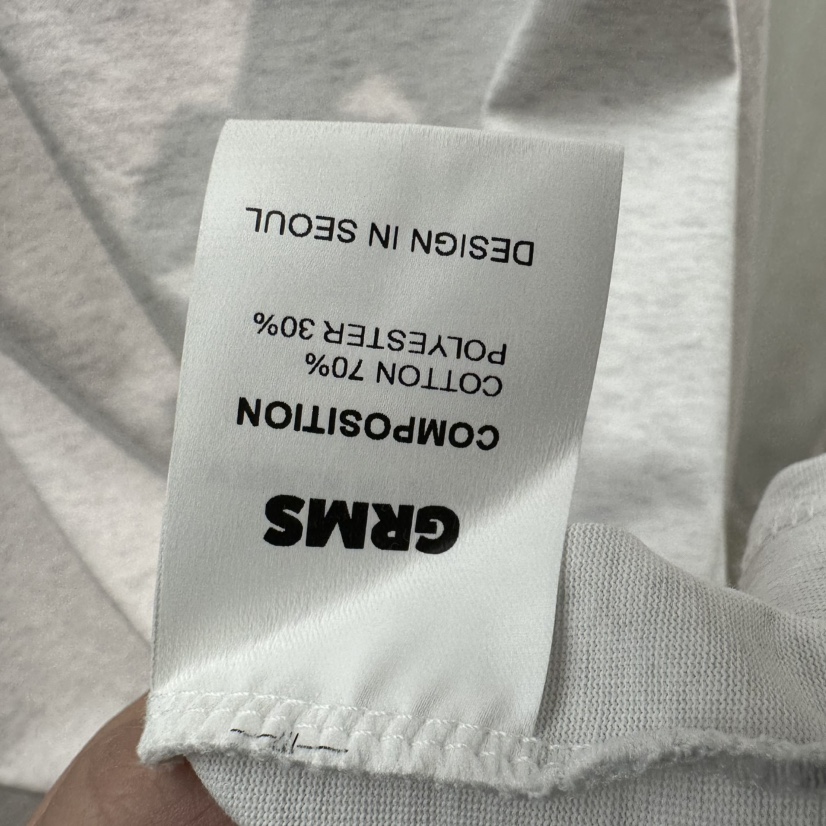 GRMS
COMPOSITION
COTTON 70%
POLYESTER 30%
DESIGN IN SEOUL